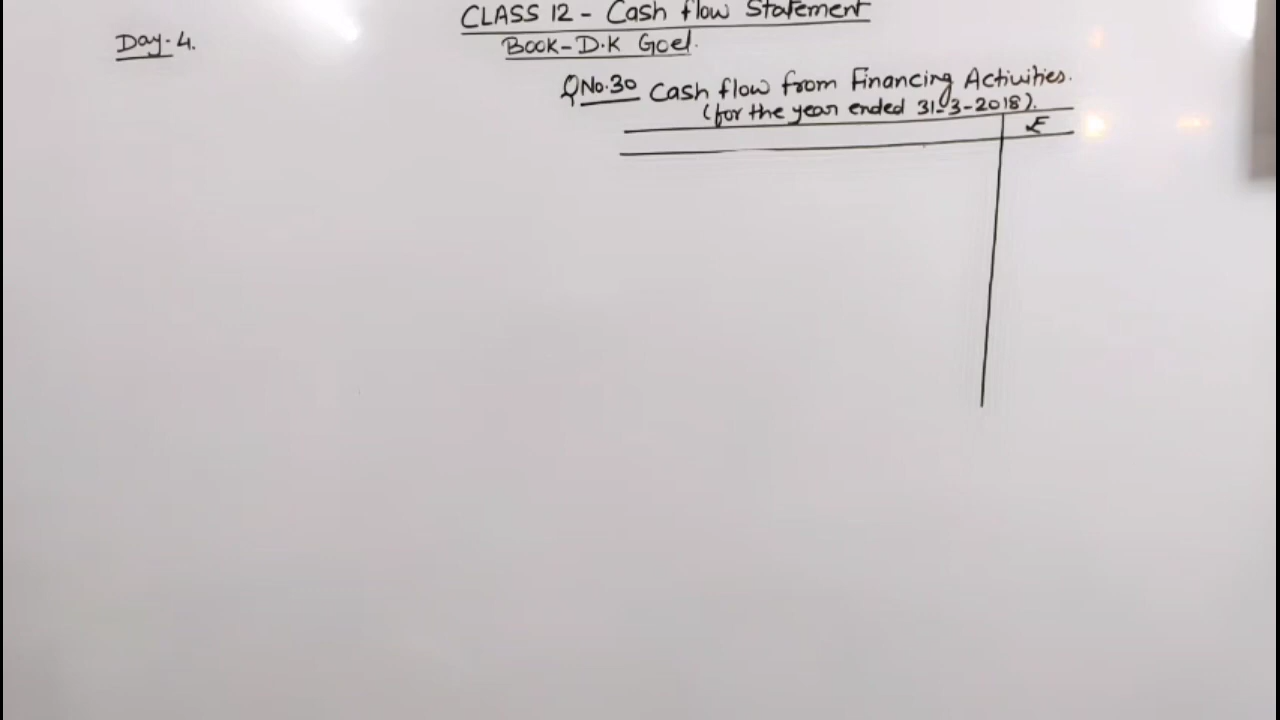 CLASS 12 - Cash flow Statement
Day-4.
BOOK-D.K Goel.
QNo.30 Cash flow from Financing Activities.
(for the year ended 31-3-2018).
₹